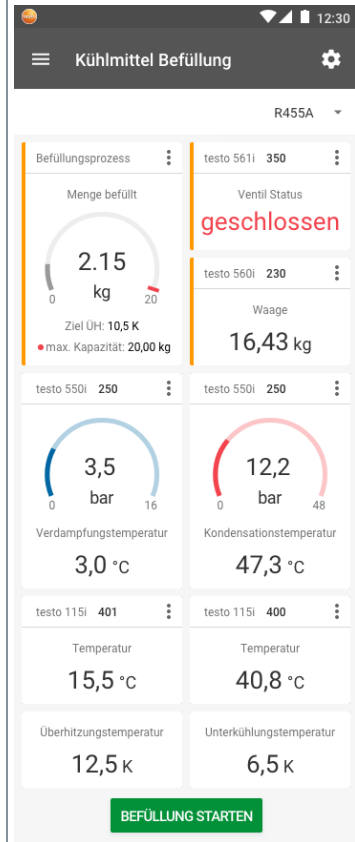 12:30
Kühlmittel Befüllung
R455A
Befüllungsprozess
Menge befüllt
2.15
kg
0 20
Ziel ÜH: 10,5 K
max. Kapazität: 20,00 kg
testo 561i 350
Ventil Status
geschlossen
testo 560i 230
Waage
16,43 kg
testo 550i 250
3,5
bar
0 16
Verdampfungstemperatur
3,0 °C
testo 550i 250
12,2
bar
0 48
Kondensationstemperatur
47,3 °C
testo 115i 401
Temperatur
15,5 °C
testo 115i 400
Temperatur
40,8 °C
Überhitzungstemperatur
12,5 K
Unterkühlungstemperatur
6,5 K
BEFÜLLUNG STARTEN